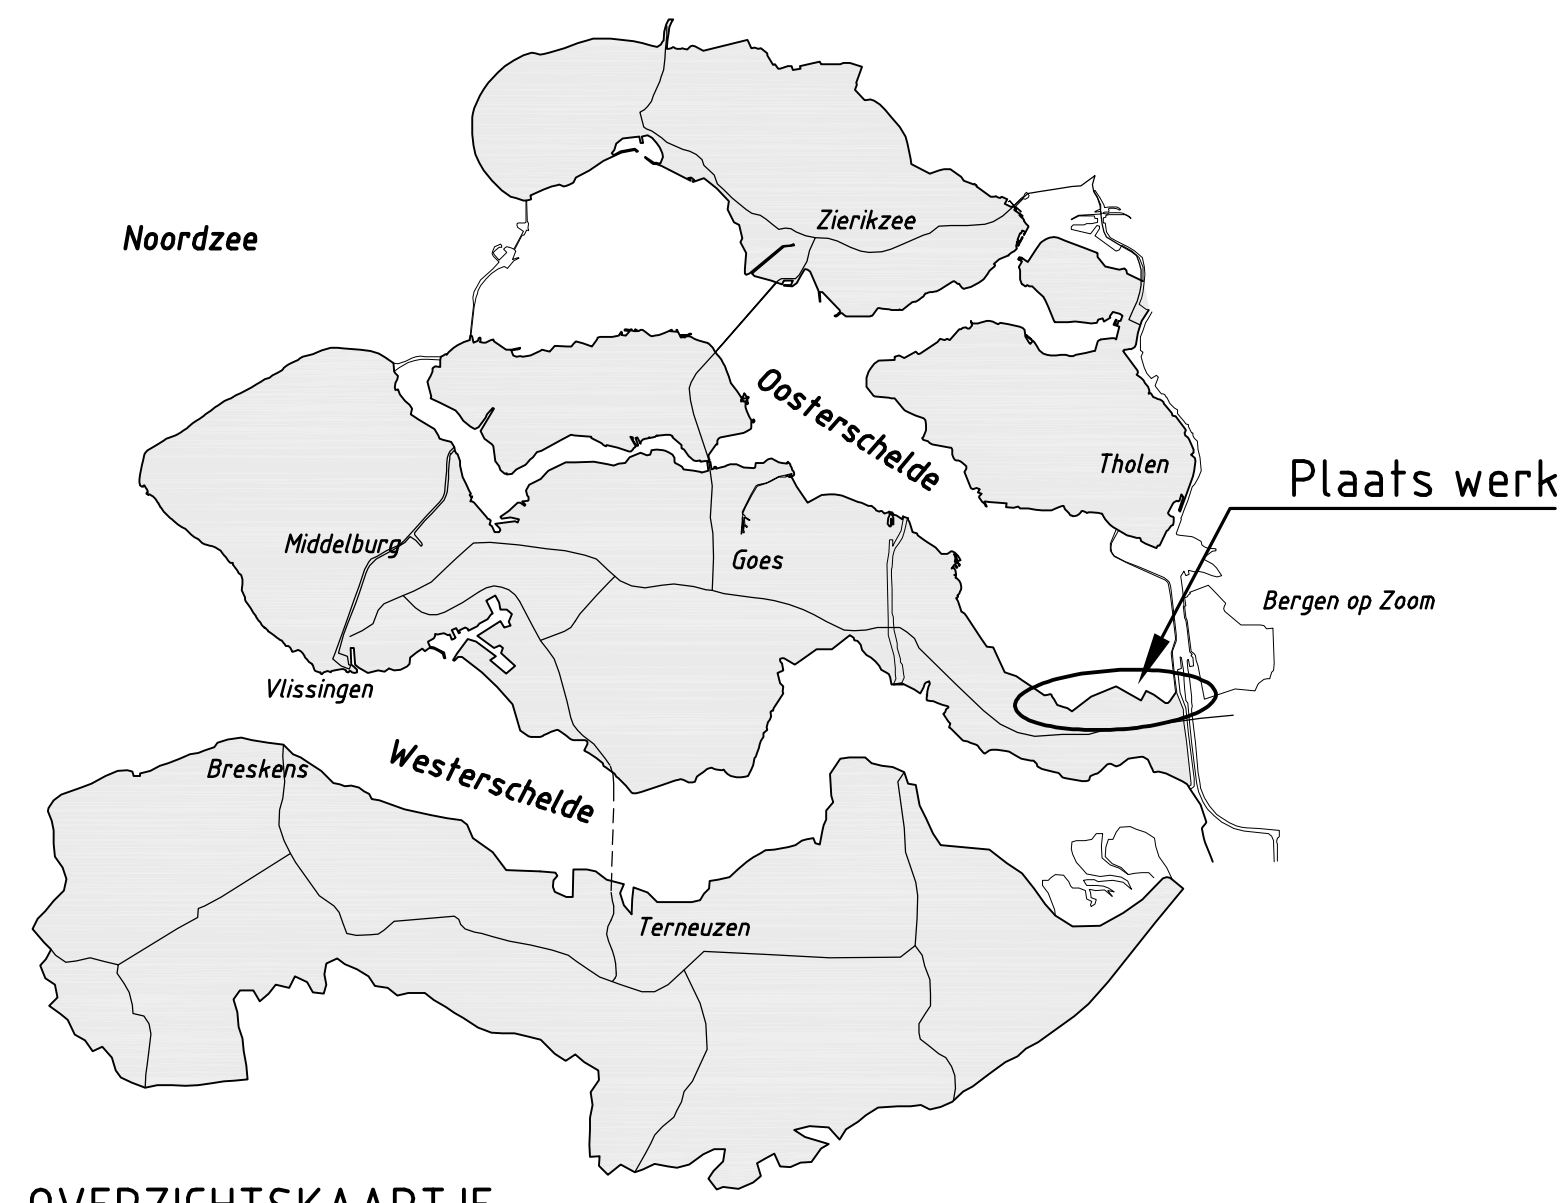 Noordzee
Zierikzee
Oosterschelde
Tholen
Plaats werk
Middelburg
Goes
Bergen op Zoom
Vlissingen
Westerschelde
Breskens
Terneuzen
OVERZICHTSKAARTJE